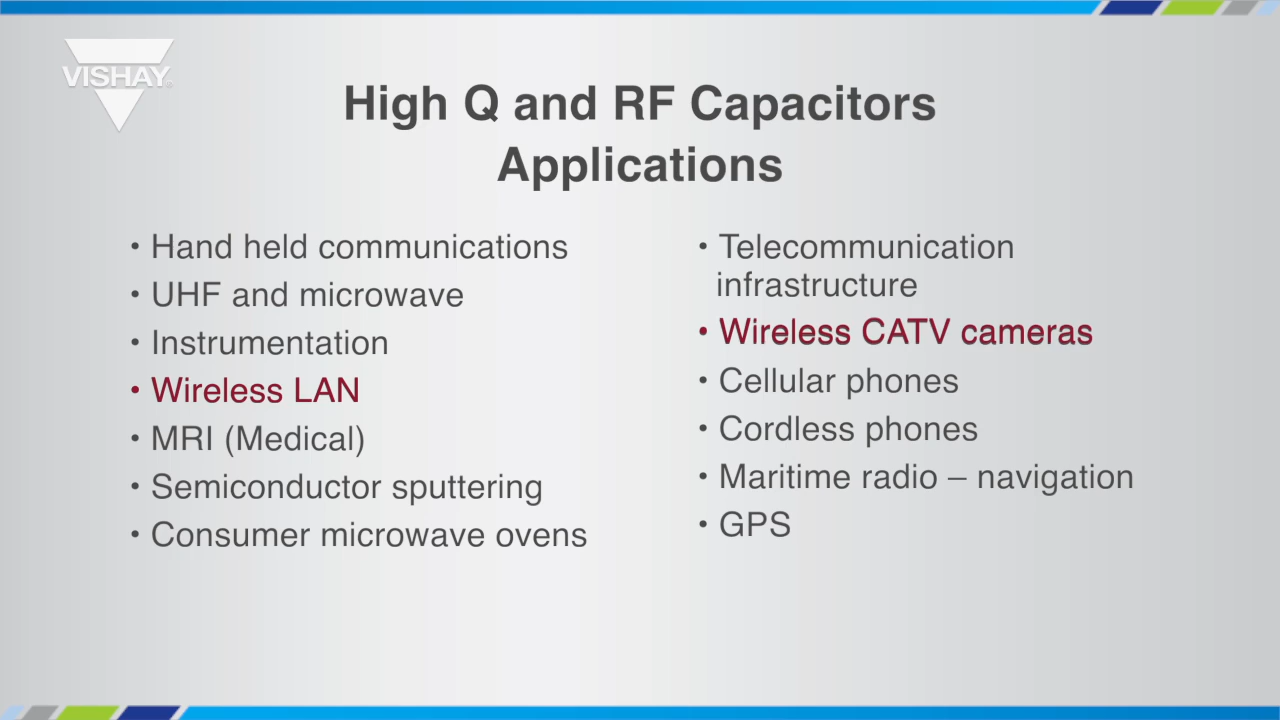 VISHAY
High Q and RF Capacitors
Applications
• Hand held communications
• UHF and microwave
• Instrumentation
• Wireless LAN
• MRI (Medical)
• Semiconductor sputtering
• Consumer microwave ovens
• Telecommunication
infrastructure
• Wireless CATV cameras
• Cellular phones
• Cordless phones
• Maritime radio – navigation
• GPS